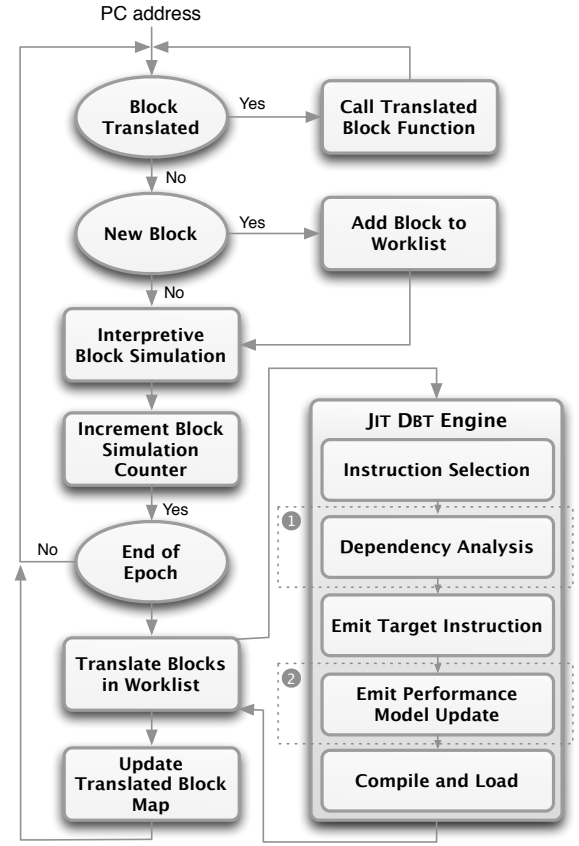 PC address
Block
Translated
Yes
Call Translated
Block Function
No
New Block
Yes
Add Block to
Worklist
No
Interpretive
Block Simulation
Increment Block
Simulation
Counter
Yes
End of
Epoch
No
Translate Blocks
in Worklist
Update
Translated Block
Map
JIT DBT Engine
Instruction Selection
1
Dependency Analysis
Emit Target Instruction
2
Emit Performance
Model Update
Compile and Load